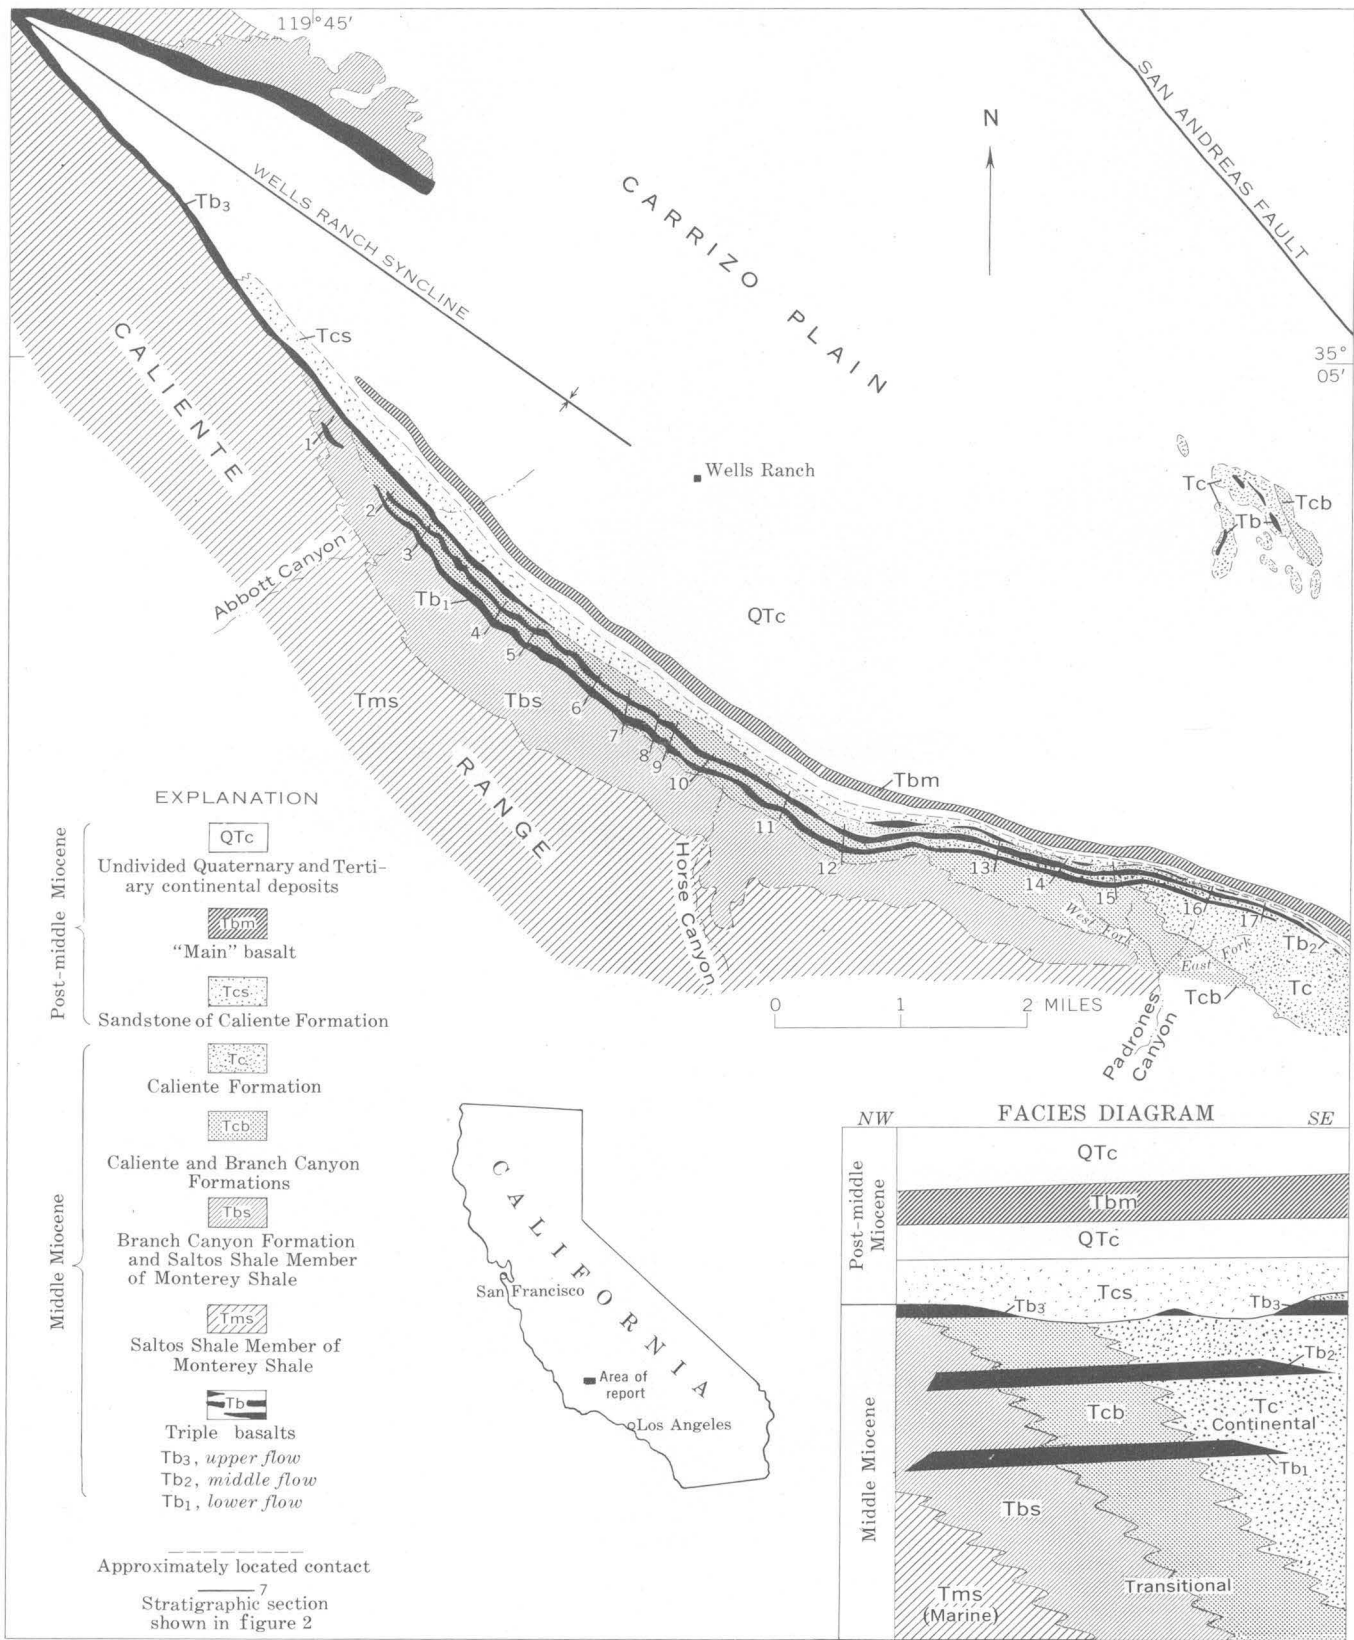 119°45′
SAN ANDREAS FAULT
N
WELLS RANCH SYNCLINE
CARRIZO PLAIN
Tb3
Tcs
CALIENTE
RANGE
35°
05′
Wells Ranch
Tc
Tcb
Tb
1
2
3
Abbott Canyon
Tb1
4
5
QTc
Tms
Tbs
6
7
8
9
10
11
12
13
14
15
16
17
Tbm
Horse Canyon
West Fork
East Fork
Tb2
Tc
Tcb
Padrones
Canyon
0 1 2 MILES
EXPLANATION
Post-middle Miocene
QTc
Undivided Quaternary and Terti-
ary continental deposits
Tbm
“Main” basalt
Tcs
Sandstone of Caliente Formation
Middle Miocene
Tc
Caliente Formation
Tcb
Caliente and Branch Canyon
Formations
Tbs
Branch Canyon Formation
and Saltos Shale Member
of Monterey Shale
Tms
Saltos Shale Member of
Monterey Shale
Tb
Triple basalts
Tb3, upper flow
Tb2, middle flow
Tb1, lower flow
Approximately located contact
7
Stratigraphic section
shown in figure 2
CALIFORNIA
San Francisco
Area of
report
Los Angeles
NW FACIES DIAGRAM SE
Post-middle
Miocene
QTc
Tbm
QTc
Tcs
Tb3
Tb3
Middle Miocene
Tb2
Tcb
Tc
Continental
Tb1
Tbs
Transitional
Tms
(Marine)